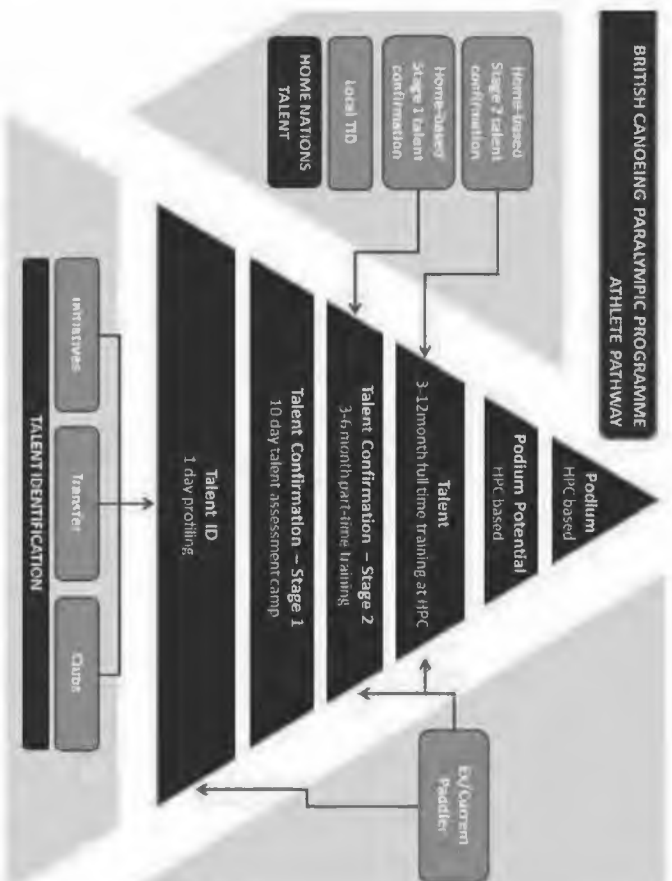 BRITISH CANOEING PARALYMPIC PROGRAMME
ATHLETE PATHWAY
Podium
HPC based
Podium Potential
HPC based
Talent
3-12month full time training at HPC
Talent Confirmation – Stage 2
3-6 month part-time training
Talent Confirmation – Stage 1
10 day talent assessment camp
Talent ID
1 day profiling
Home-based
Stage 2 talent
confirmation
Home-based
Stage 1 talent
confirmation
Local TID
HOME NATIONS
TALENT
Ex/Current
Paddler
Initiatives
Transfer
Clubs
TALENT IDENTIFICATION